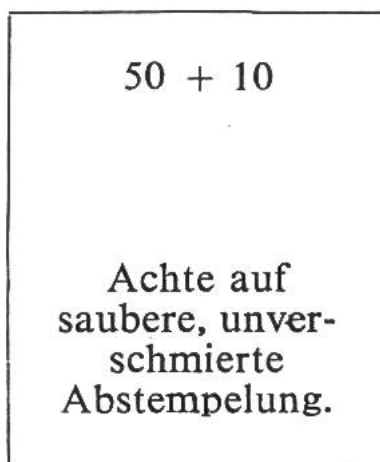 50 + 10
Achte auf
saubere, unver-
schmierte
Abstempelung.